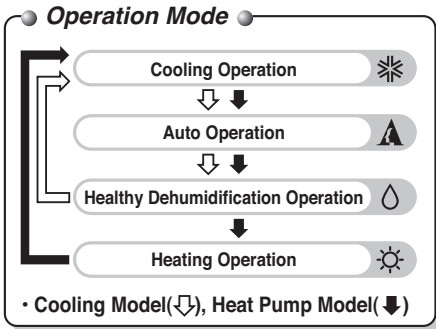 Operation Mode
Cooling Operation
Auto Operation
Healthy Dehumidification Operation
Heating Operation
• Cooling Model(⇩), Heat Pump Model(⬇)